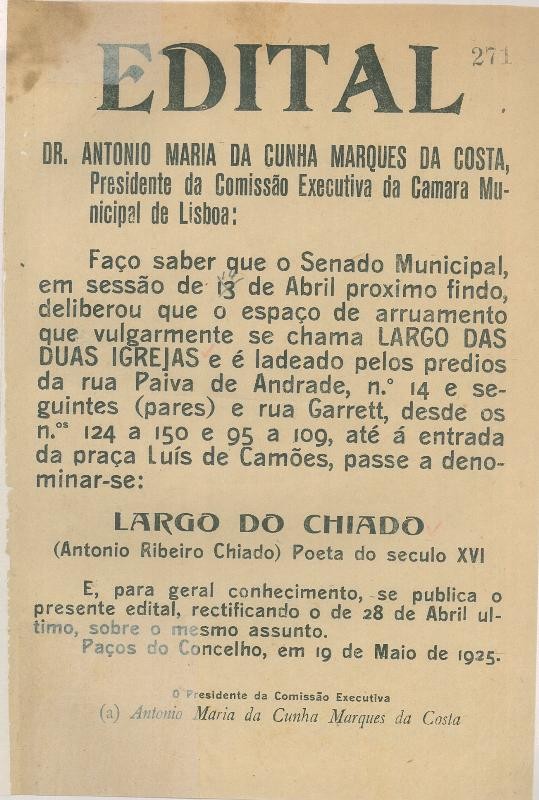 EDITAL
271
DR. ANTONIO MARIA DA CUNHA MARQUES DA COSTA,
Presidente da Comissão Executiva da Camara Mu-
nicipal de Lisboa:
Faço saber que o Senado Municipal,
em sessão de 13 de Abril proximo findo,
deliberou que o espaço de arruamento
que vulgarmente se chama LARGO DAS
DUAS IGREJAS e é ladeado pelos predios
da rua Paiva de Andrade, n.º 14 e se-
guintes (pares) e rua Garrett, desde os
n.os 124 a 150 e 95 a 109, até á entrada
da praça Luís de Camões, passe a deno-
minar-se:
LARGO DO CHIADO
(Antonio Ribeiro Chiado) Poeta do seculo XVI
E, para geral conhecimento, se publica o
presente edital, rectificando o de 28 de Abril ul-
timo, sobre o mesmo assunto.
Paços do Concelho, em 19 de Maio de 1925.
O Presidente da Comissão Executiva
(a) Antonio Maria da Cunha Marques da Costa